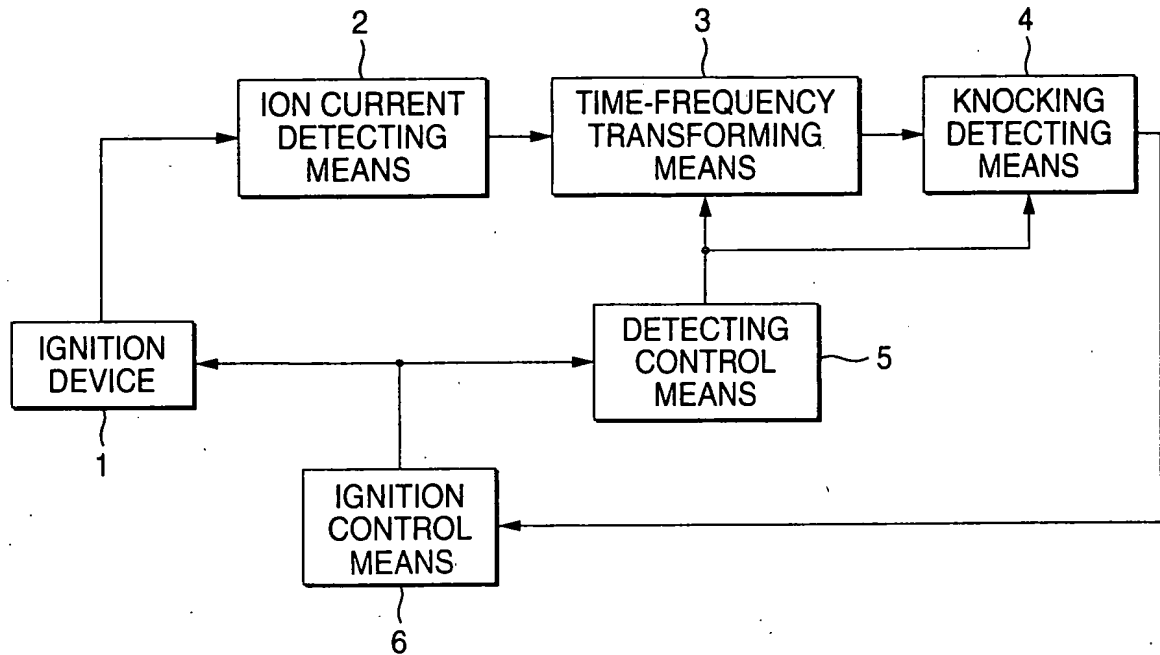 2
3
4
ION CURRENT
DETECTING
MEANS
TIME-FREQUENCY
TRANSFORMING
MEANS
KNOCKING
DETECTING
MEANS
IGNITION
DEVICE
1
DETECTING
CONTROL
MEANS
5
IGNITION
CONTROL
MEANS
6